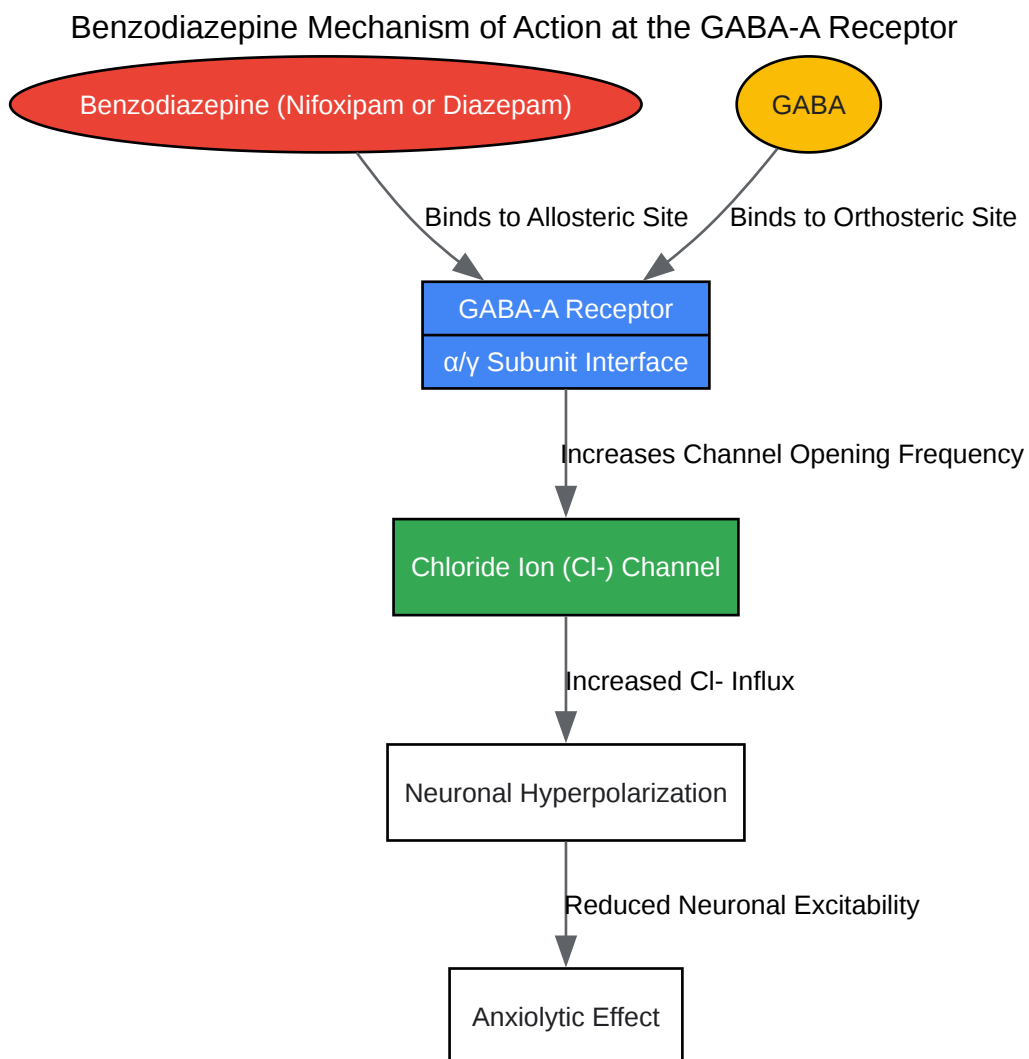 Benzodiazepine Mechanism of Action at the GABA-A Receptor
Benzodiazepine (Nifoxipam or Diazepam)
GABA
Binds to Allosteric Site
Binds to Orthosteric Site
GABA-A Receptor
α/γ Subunit Interface
Increases Channel Opening Frequency
Chloride Ion (Cl-) Channel
Increased Cl- Influx
Neuronal Hyperpolarization
Reduced Neuronal Excitability
Anxiolytic Effect